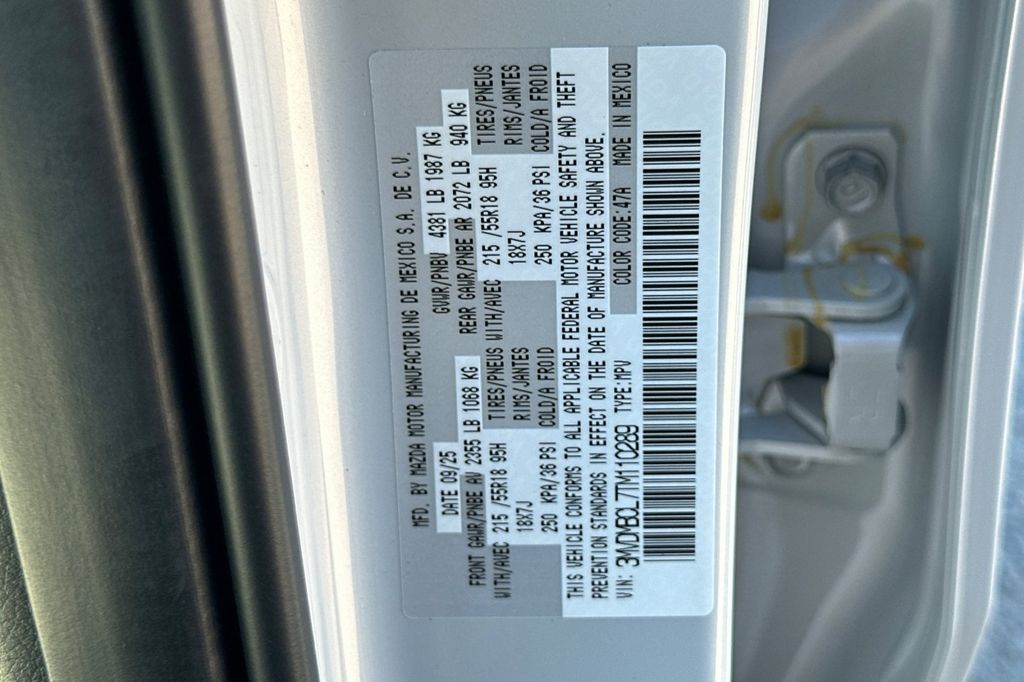 MFD. BY MAZDA MOTOR MANUFACTURING DE MEXICO S.A. DE C.V.
DATE 09/25 GVWR/PNBV 4381 LB 1987 KG
FRONT GAWR/PNBE AV 2355 LB 1068 KG REAR GAWR/PNBE AR 2072 LB 940 KG
WITH/AVEC 215 /55R18 95H TIRES/PNEUS WITH/AVEC 215 /55R18 95H TIRES/PNEUS
18X7J RIMS/JANTES 18X7J RIMS/JANTES
250 KPA/36 PSI COLD/A FROID 250 KPA/36 PSI COLD/A FROID
THIS VEHICLE CONFORMS TO ALL APPLICABLE FEDERAL MOTOR VEHICLE SAFETY AND THEFT
PREVENTION STANDARDS IN EFFECT ON THE DATE OF MANUFACTURE SHOWN ABOVE.
VIN: 3MVDMBCL7TM110289 TYPE:MPV COLOR CODE:47A MADE IN MEXICO